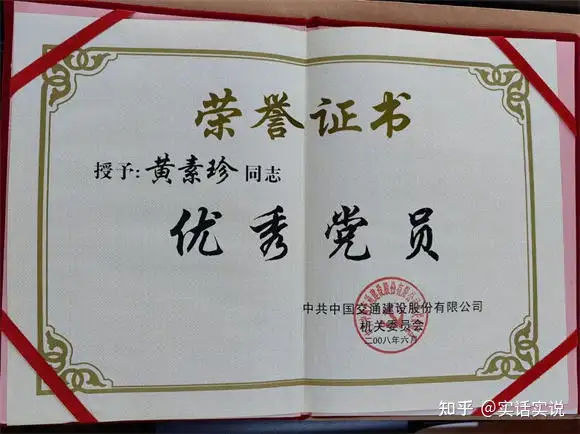 荣誉证书
授予:黄素珍同志
优秀党员
中共中国交通建设股份有限公司
机关委员会
二00八年六月
知乎 @实话实说